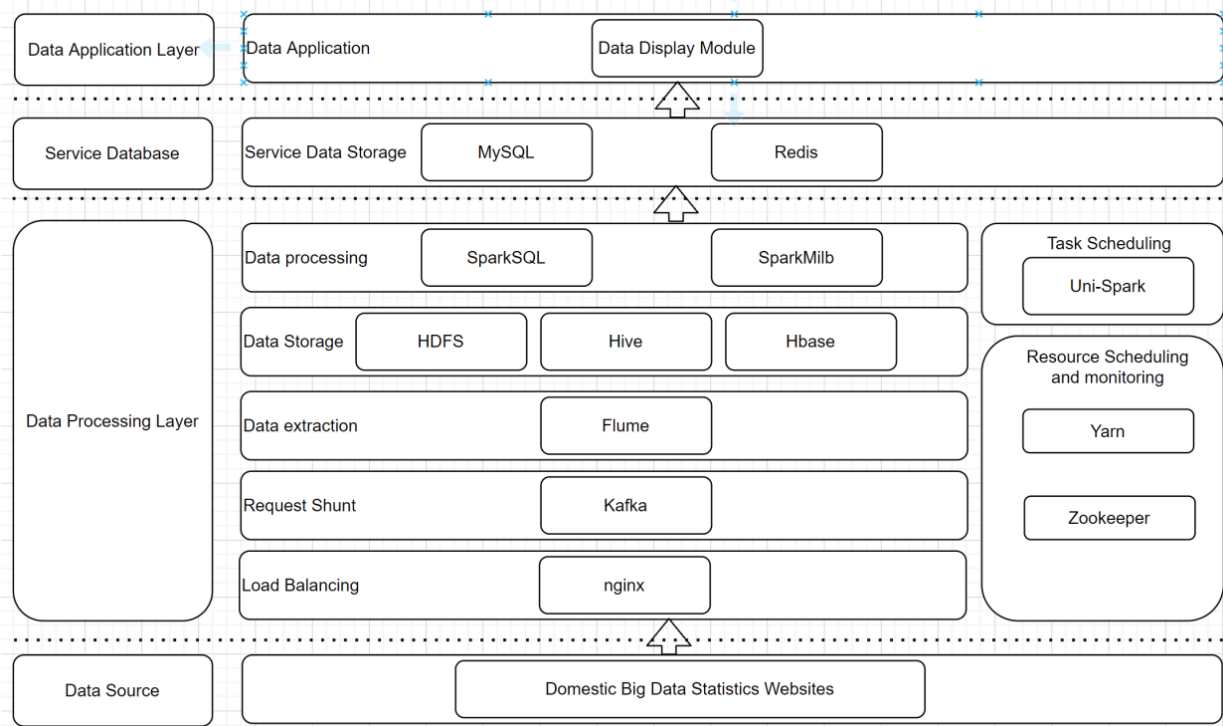 Data Application Layer
Data Application
Data Display Module
Service Database
Service Data Storage
MySQL
Redis
Data Processing Layer
Data processing
SparkSQL
SparkMilb
Task Scheduling
Uni-Spark
Data Storage
HDFS
Hive
Hbase
Resource Scheduling
and monitoring
Yarn
Zookeeper
Data extraction
Flume
Request Shunt
Kafka
Load Balancing
nginx
Data Source
Domestic Big Data Statistics Websites